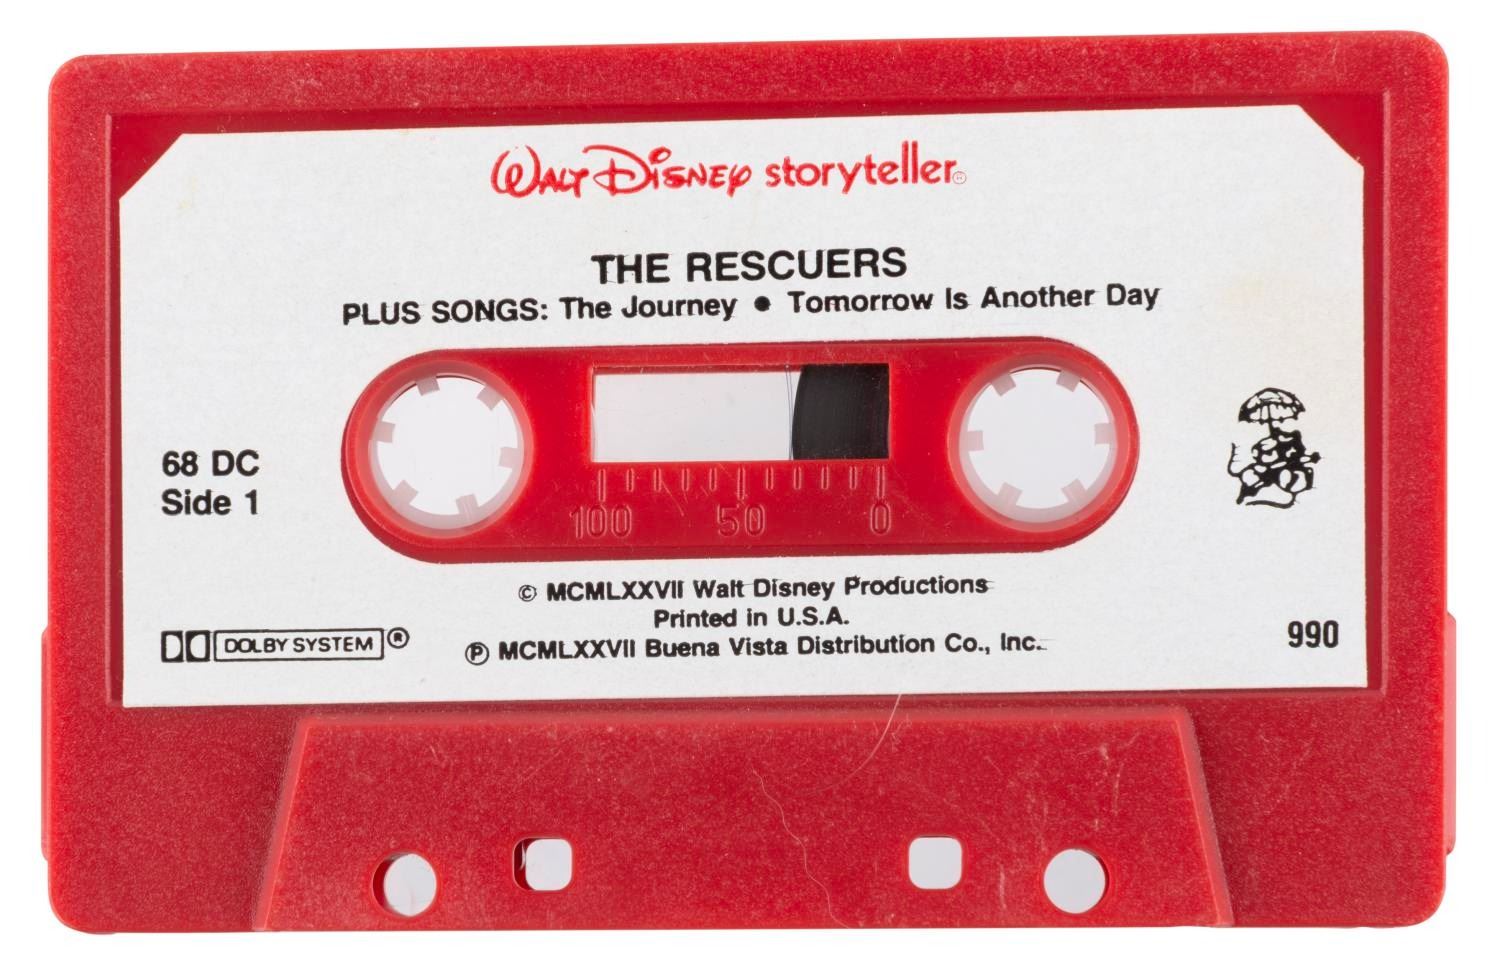 WALT DISNEY storyteller®
THE RESCUERS
PLUS SONGS: The Journey • Tomorrow Is Another Day
68 DC
Side 1
100 50 0
© MCMLXXVII Walt Disney Productions
Printed in U.S.A.
℗ MCMLXXVII Buena Vista Distribution Co., Inc.
DOLBY SYSTEM®
990